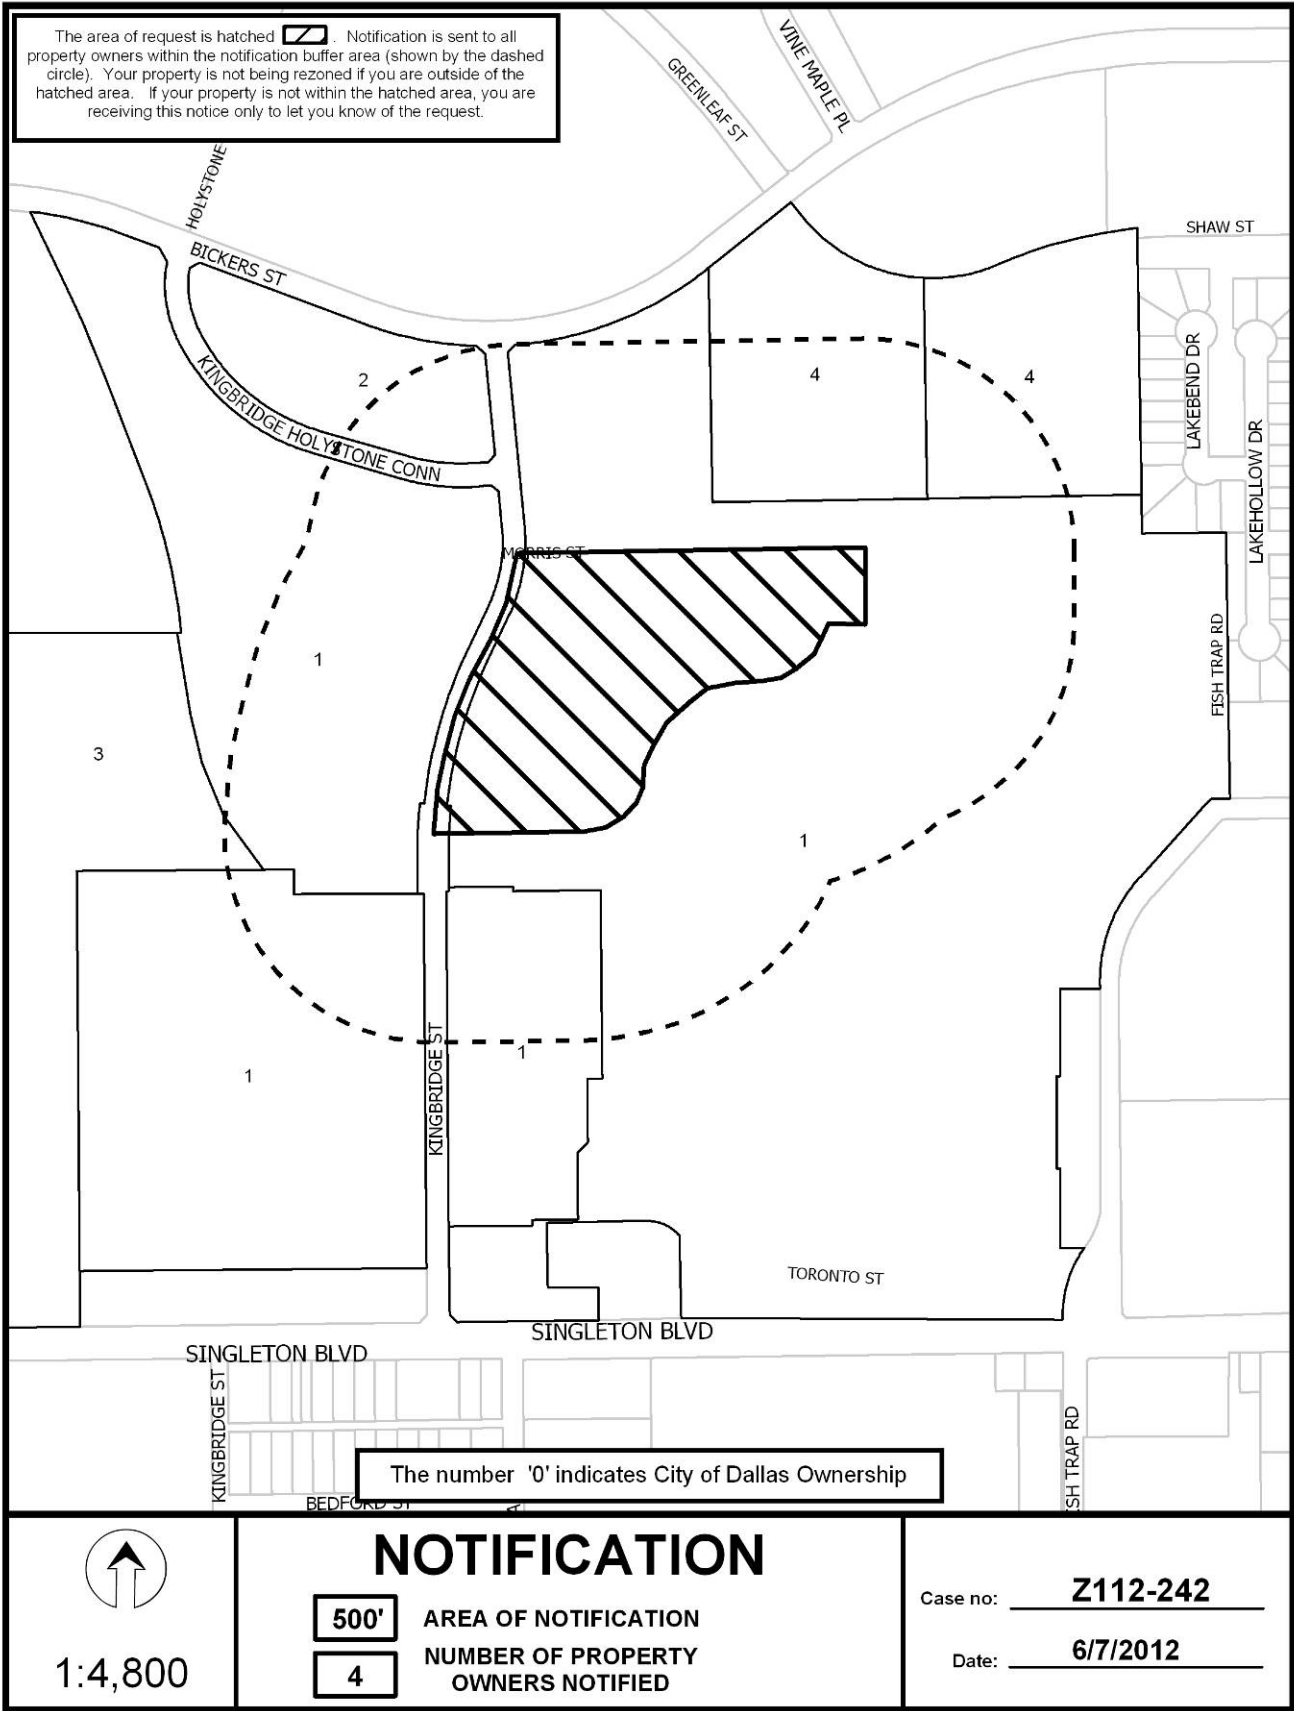 The area of request is hatched . Notification is sent to all
property owners within the notification buffer area (shown by the dashed
circle). Your property is not being rezoned if you are outside of the
hatched area. If your property is not within the hatched area, you are
receiving this notice only to let you know of the request.
VINE MAPLE PL
GREENLEAF ST
HOLYSTONE
SHAW ST
BICKERS ST
LAKEBEND DR
2
4
4
KINGBRIDGE HOLYSTONE CONN
LAKEHOLLOW DR
MORRIS ST
FISH TRAP RD
1
3
1
1
1
KINGBRIDGE ST
TORONTO ST
SINGLETON BLVD
SINGLETON BLVD
KINGBRIDGE ST
ISH TRAP RD
The number '0' indicates City of Dallas Ownership
BEDFORD ST
A
NOTIFICATION
500' AREA OF NOTIFICATION
4 NUMBER OF PROPERTY
OWNERS NOTIFIED
1:4,800
Case no: Z112-242
Date: 6/7/2012